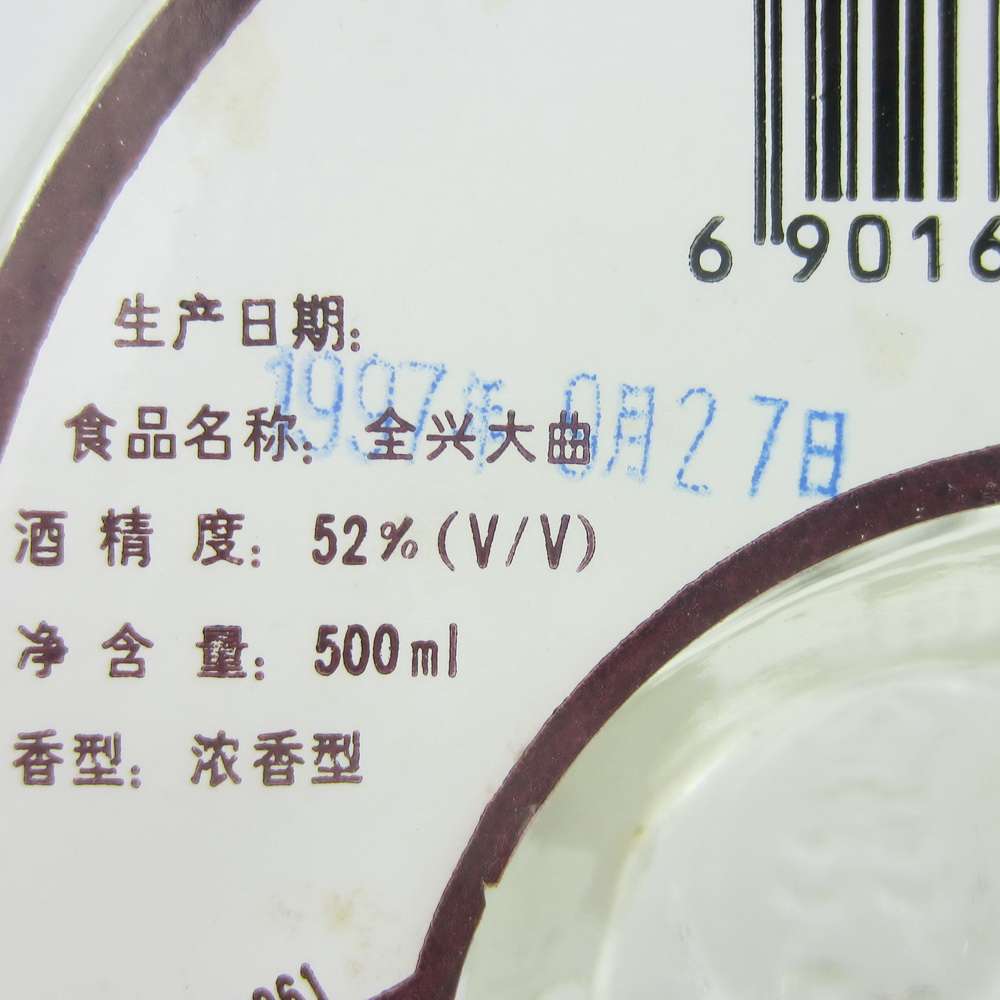 6 9016
生产日期:
1997年 8月27日
食品名称: 全兴大曲
酒精度: 52%(V/V)
净含量: 500ml
香型: 浓香型